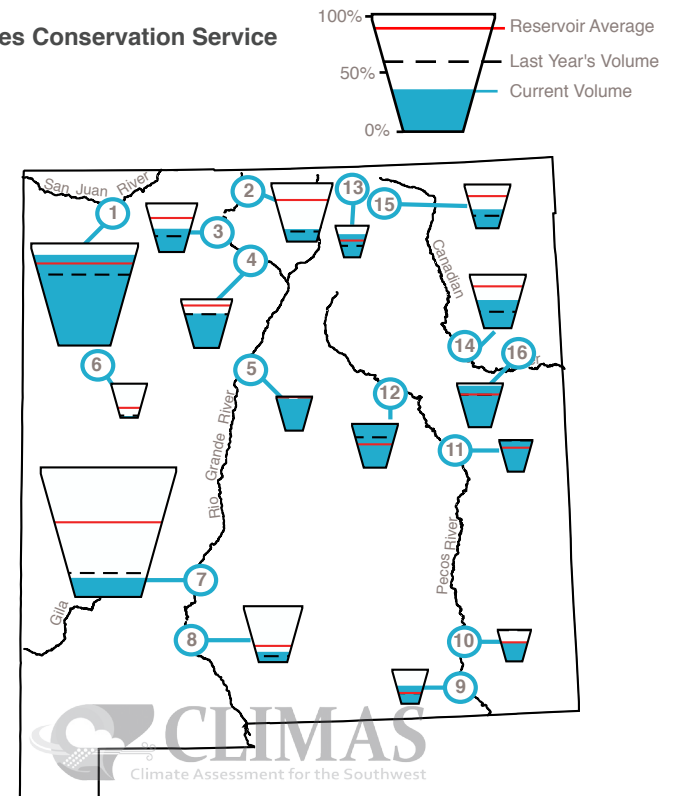 es Conservation Service
100%
50%
0%
Reservoir Average
Last Year's Volume
Current Volume
San Juan River
1
2
3
4
13
15
Canadian
14
16
er
6
5
12
11
Rio Grande River
Pecos River
7
Gila
8
10
9
CLIMAS
Climate Assessment for the Southwest